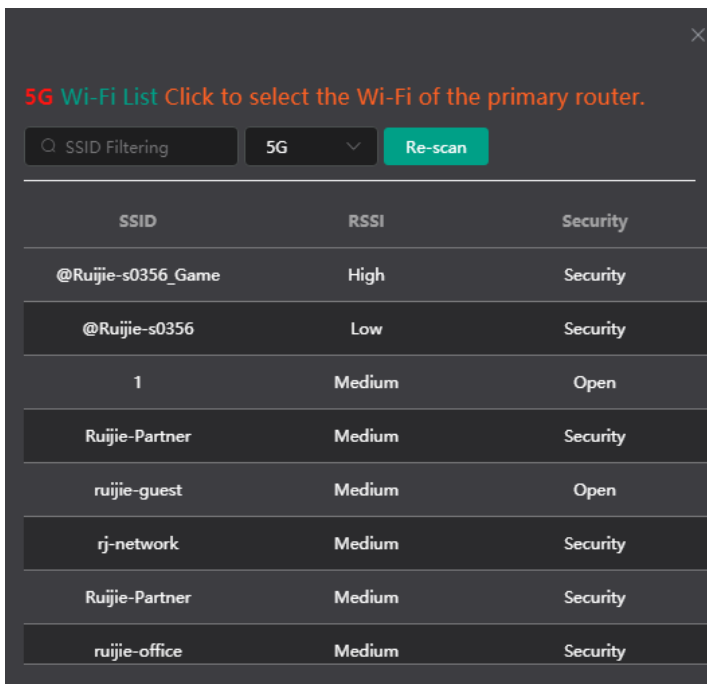 5G Wi-Fi List Click to select the Wi-Fi of the primary router.
SSID Filtering 5G Re-scan
SSID RSSI Security
@Ruijie-s0356_Game High Security
@Ruijie-s0356 Low Security
1 Medium Open
Ruijie-Partner Medium Security
ruijie-guest Medium Open
rj-network Medium Security
Ruijie-Partner Medium Security
ruijie-office Medium Security